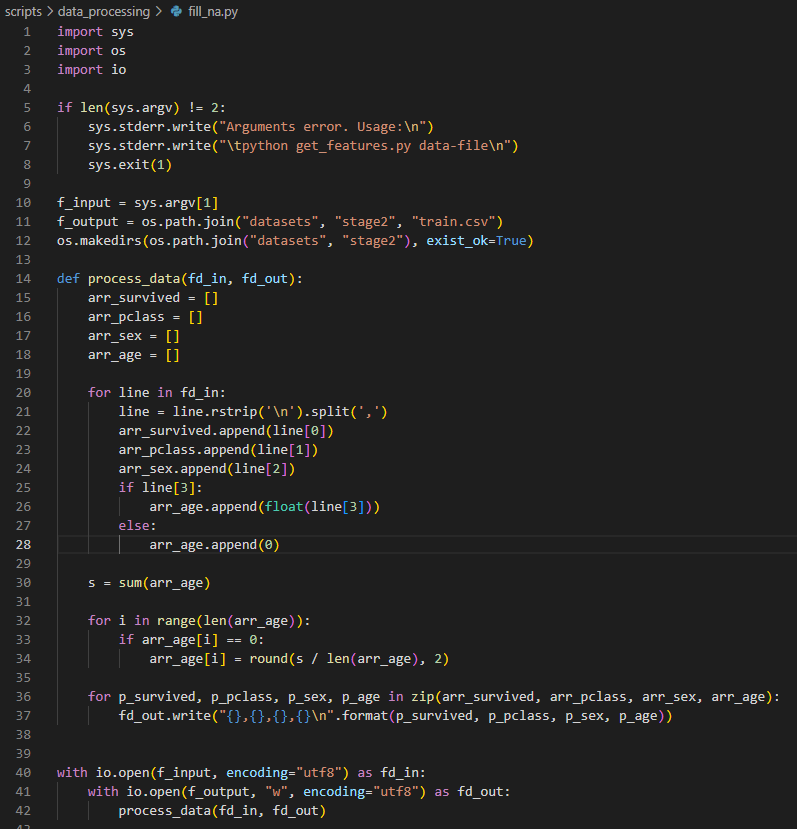 scripts > data_processing > fill_na.py
1 import sys
2 import os
3 import io
4
5 if len(sys.argv) != 2:
6     sys.stderr.write("Arguments error. Usage:\n")
7     sys.stderr.write("\tpython get_features.py data-file\n")
8     sys.exit(1)
9
10 f_input = sys.argv[1]
11 f_output = os.path.join("datasets", "stage2", "train.csv")
12 os.makedirs(os.path.join("datasets", "stage2"), exist_ok=True)
13
14 def process_data(fd_in, fd_out):
15     arr_survived = []
16     arr_pclass = []
17     arr_sex = []
18     arr_age = []
19
20     for line in fd_in:
21         line = line.rstrip('\n').split(',')
22         arr_survived.append(line[0])
23         arr_pclass.append(line[1])
24         arr_sex.append(line[2])
25         if line[3]:
26             arr_age.append(float(line[3]))
27         else:
28             arr_age.append(0)
29
30     s = sum(arr_age)
31
32     for i in range(len(arr_age)):
33         if arr_age[i] == 0:
34             arr_age[i] = round(s / len(arr_age), 2)
35
36     for p_survived, p_pclass, p_sex, p_age in zip(arr_survived, arr_pclass, arr_sex, arr_age):
37         fd_out.write("{},{},{},{}\n".format(p_survived, p_pclass, p_sex, p_age))
38
39
40 with io.open(f_input, encoding="utf8") as fd_in:
41     with io.open(f_output, "w", encoding="utf8") as fd_out:
42         process_data(fd_in, fd_out)